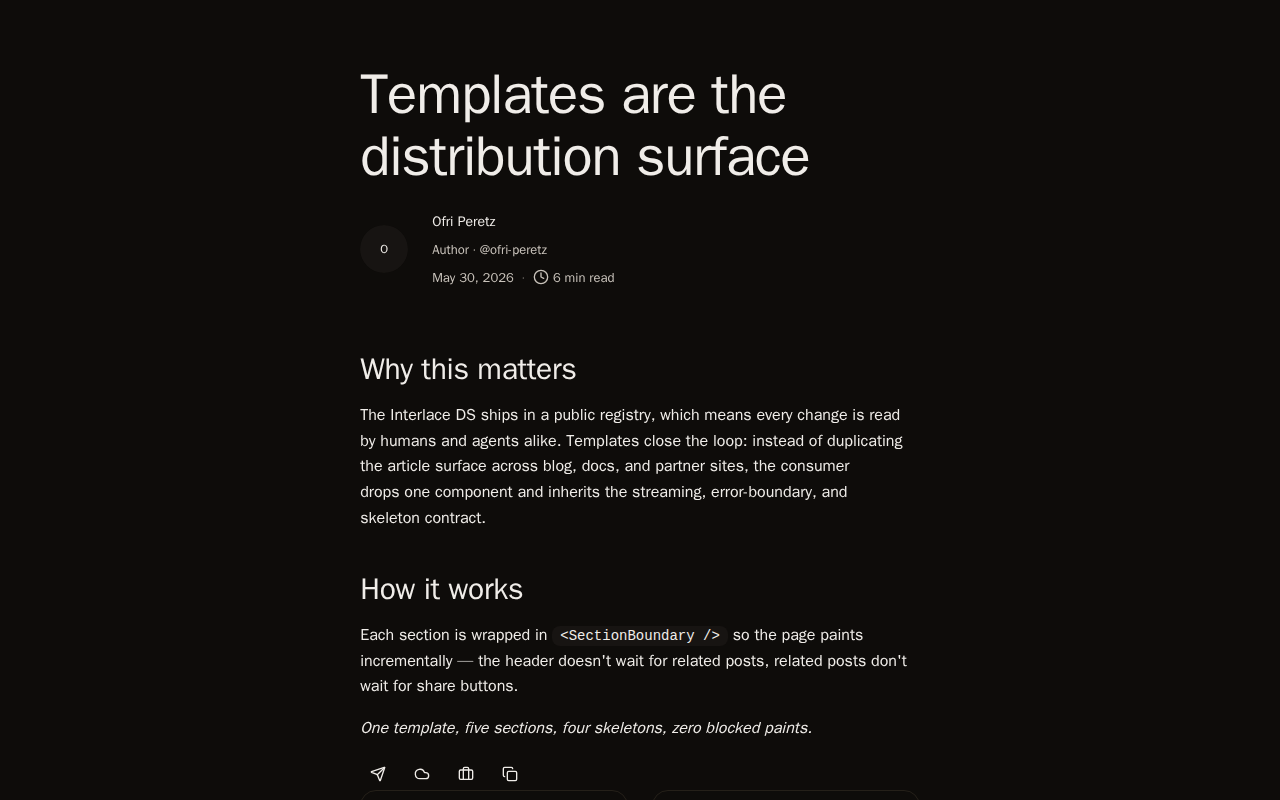 Templates are the
distribution surface
O
Ofri Peretz
Author · @ofri-peretz
May 30, 2026 · 6 min read
Why this matters
The Interlace DS ships in a public registry, which means every change is read
by humans and agents alike. Templates close the loop: instead of duplicating
the article surface across blog, docs, and partner sites, the consumer
drops one component and inherits the streaming, error-boundary, and
skeleton contract.
How it works
Each section is wrapped in <SectionBoundary /> so the page paints
incrementally — the header doesn't wait for related posts, related posts don't
wait for share buttons.
One template, five sections, four skeletons, zero blocked paints.